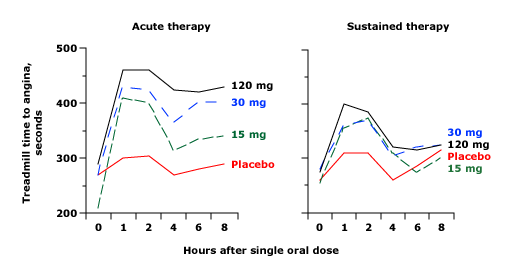 Acute therapy
Sustained therapy
Treadmill time to angina,
seconds
500
400
300
200
120 mg
30 mg
15 mg
Placebo
30 mg
120 mg
Placebo
15 mg
0 1 2 4 6 8
0 1 2 4 6 8
Hours after single oral dose